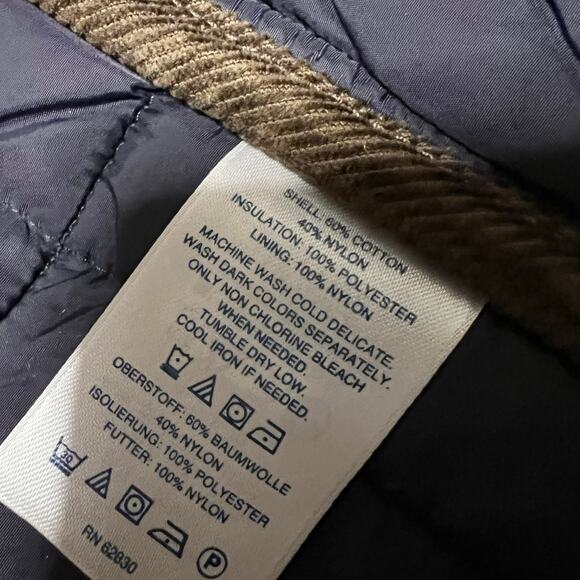 SHELL: 60% COTTON
40% NYLON
INSULATION: 100% POLYESTER
LINING: 100% NYLON
MACHINE WASH COLD DELICATE.
WASH DARK COLORS SEPARATELY.
ONLY NON CHLORINE BLEACH
WHEN NEEDED.
TUMBLE DRY LOW.
COOL IRON IF NEEDED.
OBERSTOFF: 60% BAUMWOLLE
40% NYLON
ISOLIERUNG: 100% POLYESTER
FUTTER: 100% NYLON
30
P
RN 62830